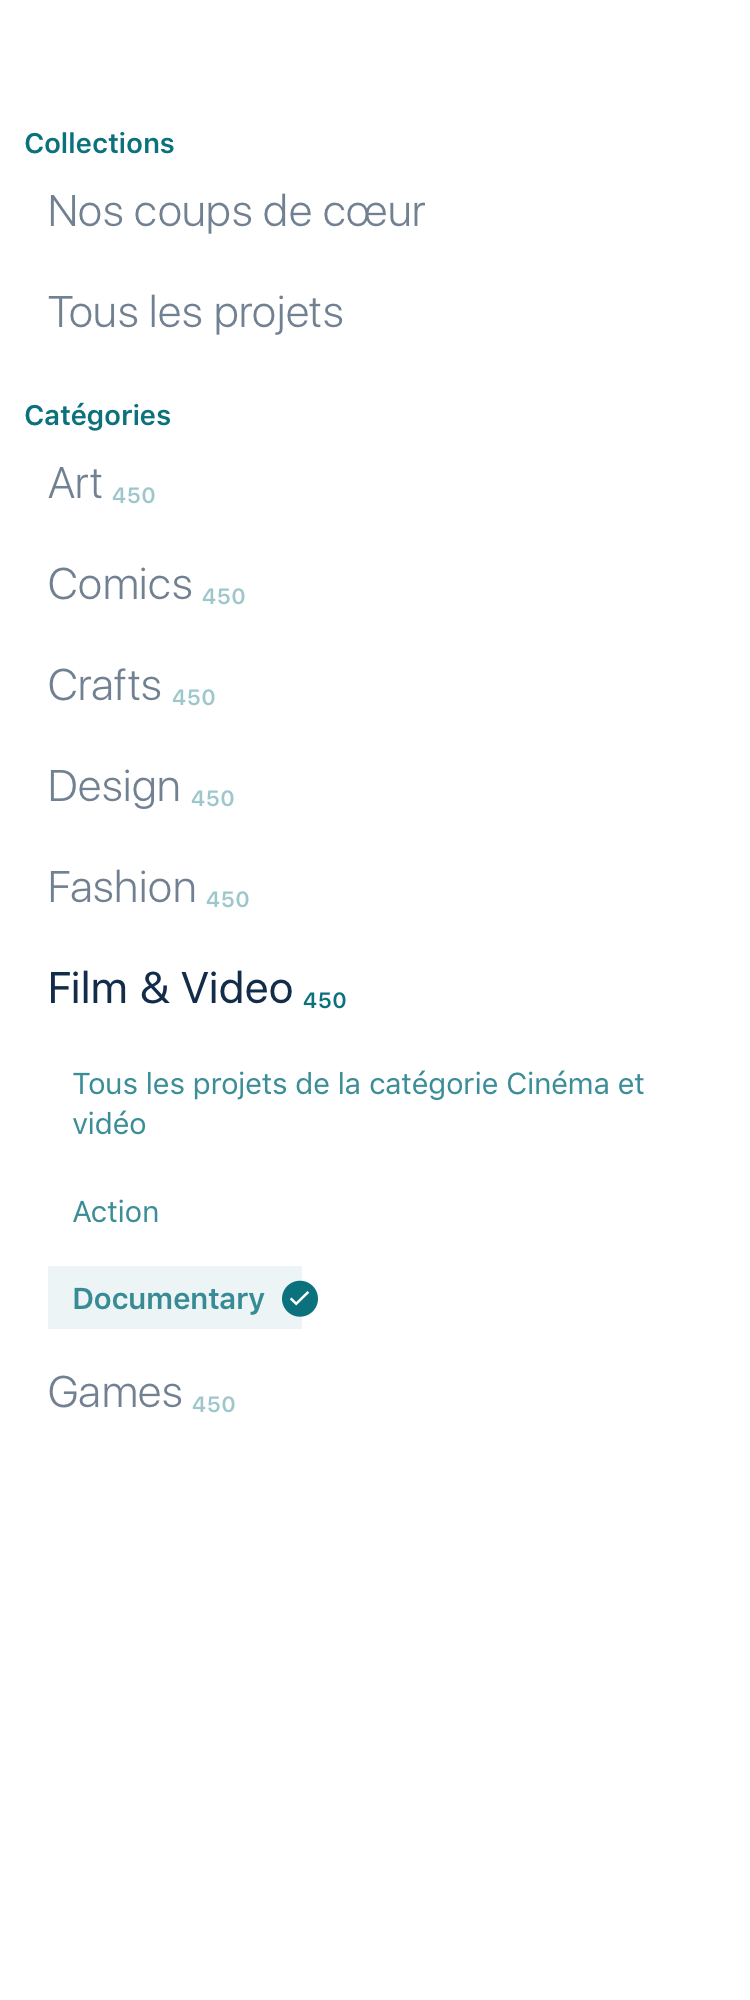 Collections
Nos coups de cœur
Tous les projets
Catégories
Art 450
Comics 450
Crafts 450
Design 450
Fashion 450
Film & Video 450
Tous les projets de la catégorie Cinéma et
vidéo
Action
Documentary
Games 450